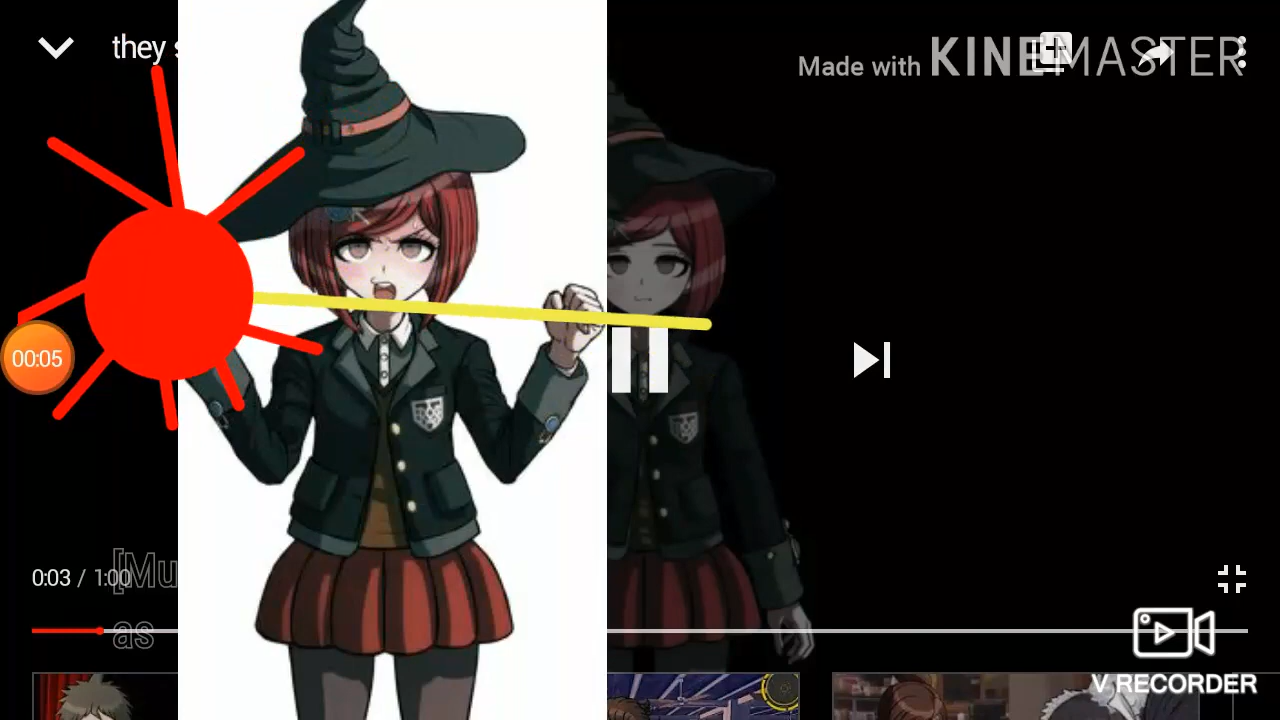 they s
Made with KINEMASTER
00:05
[Mu
0:03 / 1:00
as
V RECORDER